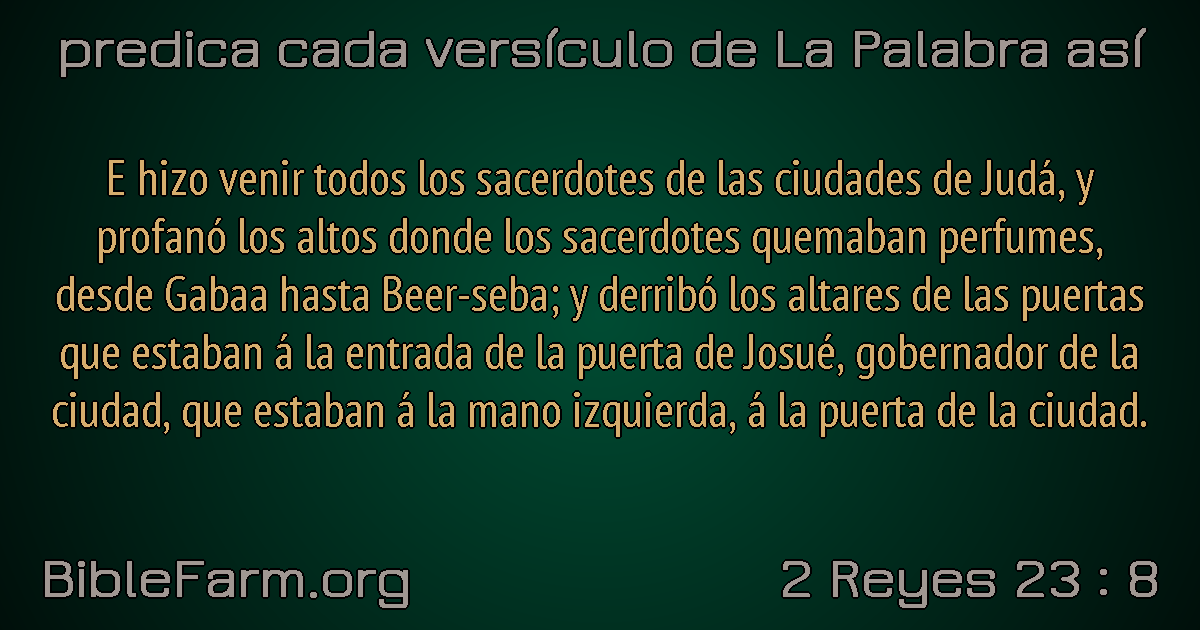 predica cada versículo de La Palabra así
E hizo venir todos los sacerdotes de las ciudades de Judá, y
profanó los altos donde los sacerdotes quemaban perfumes,
desde Gabaa hasta Beer-seba; y derribó los altares de las puertas
que estaban á la entrada de la puerta de Josué, gobernador de la
ciudad, que estaban á la mano izquierda, á la puerta de la ciudad.
BibleFarm.org
2 Reyes 23 : 8